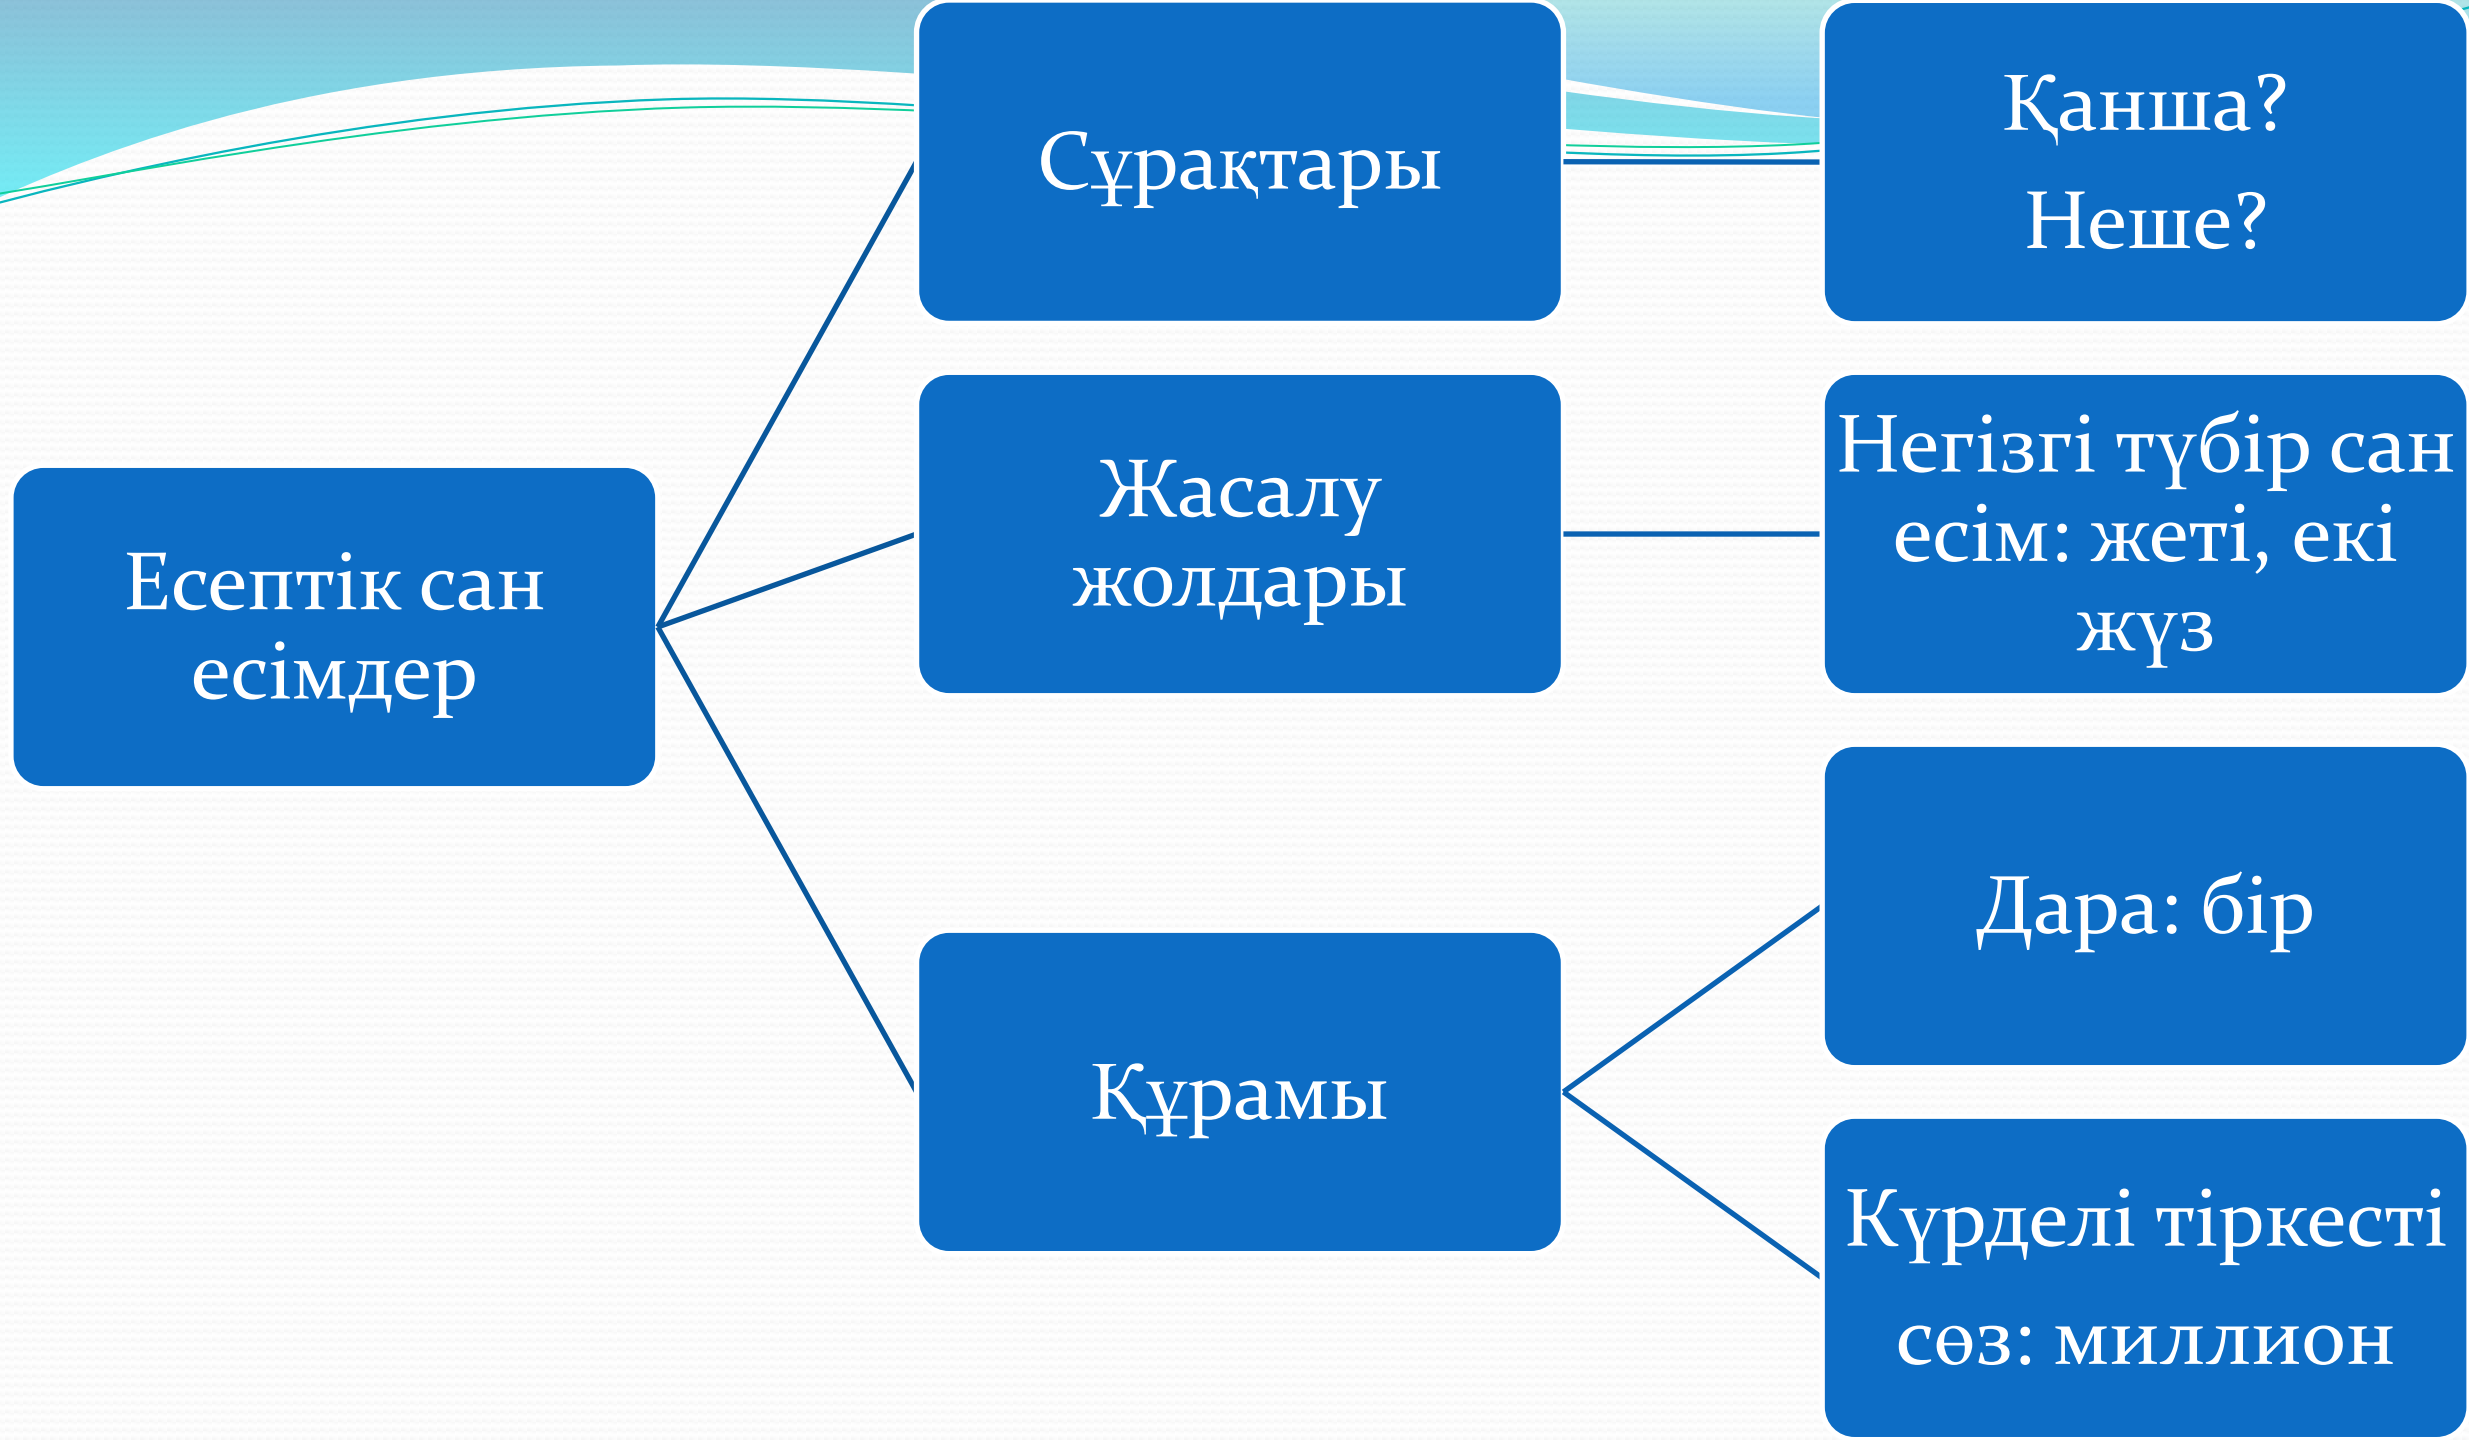 Сұрақтары
Қанша?
Неше?
Есептік сан
есімдер
Жасалу
жолдары
Негізгі түбір сан
есім: жеті, екі
жүз
Құрамы
Дара: бір
Күрделі тіркесті
сөз: миллион